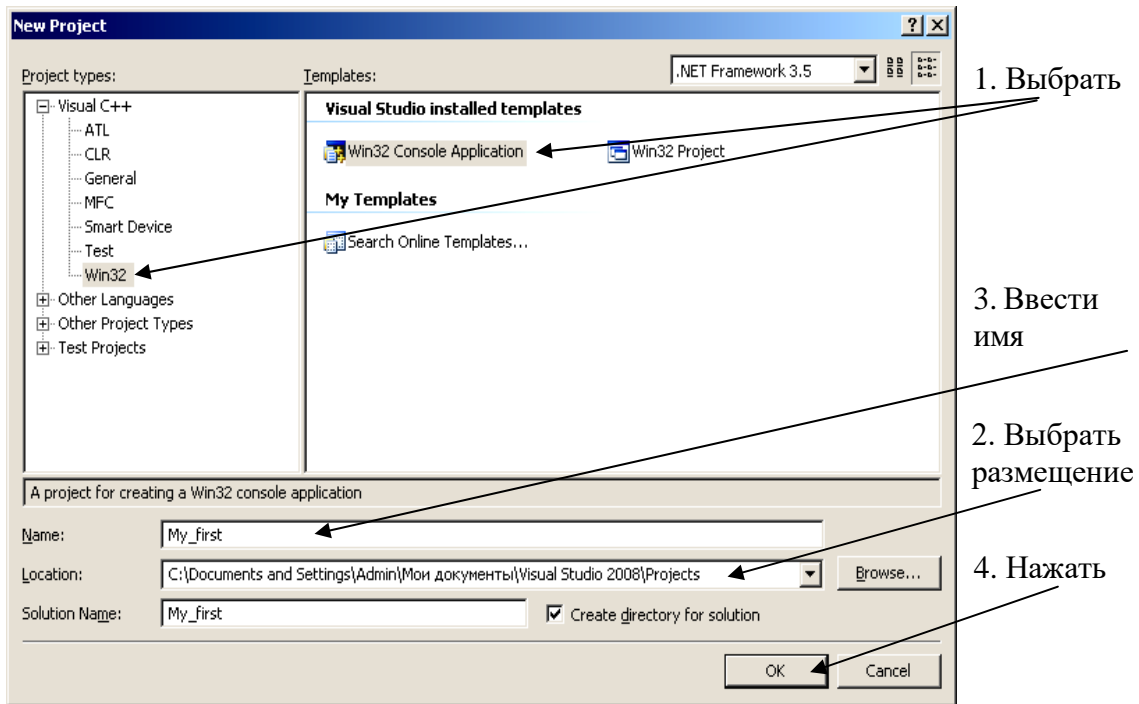 New Project
Project types:
Templates:
.NET Framework 3.5
Visual C++
ATL
CLR
General
MFC
Smart Device
Test
Win32
Other Languages
Other Project Types
Test Projects
Visual Studio installed templates
Win32 Console Application
Win32 Project
My Templates
Search Online Templates...
A project for creating a Win32 console application
Name:
My_first
Location:
C:\Documents and Settings\Admin\Мои документы\Visual Studio 2008\Projects
Browse...
Solution Name:
My_first
Create directory for solution
OK
Cancel
1. Выбрать
3. Ввести
имя
2. Выбрать
размещение
4. Нажать